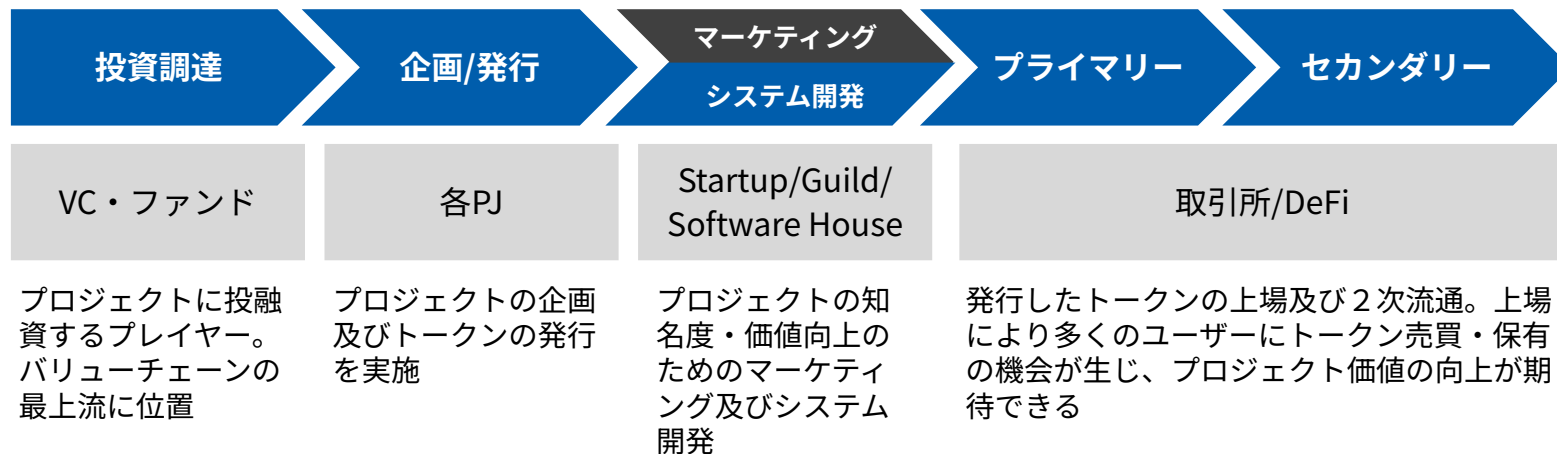 投資調達
企画/発行
マーケティング
システム開発
プライマリー
セカンダリー
VC・ファンド
各PJ
Startup/Guild/
Software House
取引所/DeFi
プロジェクトに投融
資するプレイヤー。
バリューチェーンの
最上流に位置
プロジェクトの企画
及びトークンの発行
を実施
プロジェクトの知
名度・価値向上の
ためのマーケティ
ング及びシステム
開発
発行したトークンの上場及び２次流通。上場
により多くのユーザーにトークン売買・保有
の機会が生じ、プロジェクト価値の向上が期
待できる